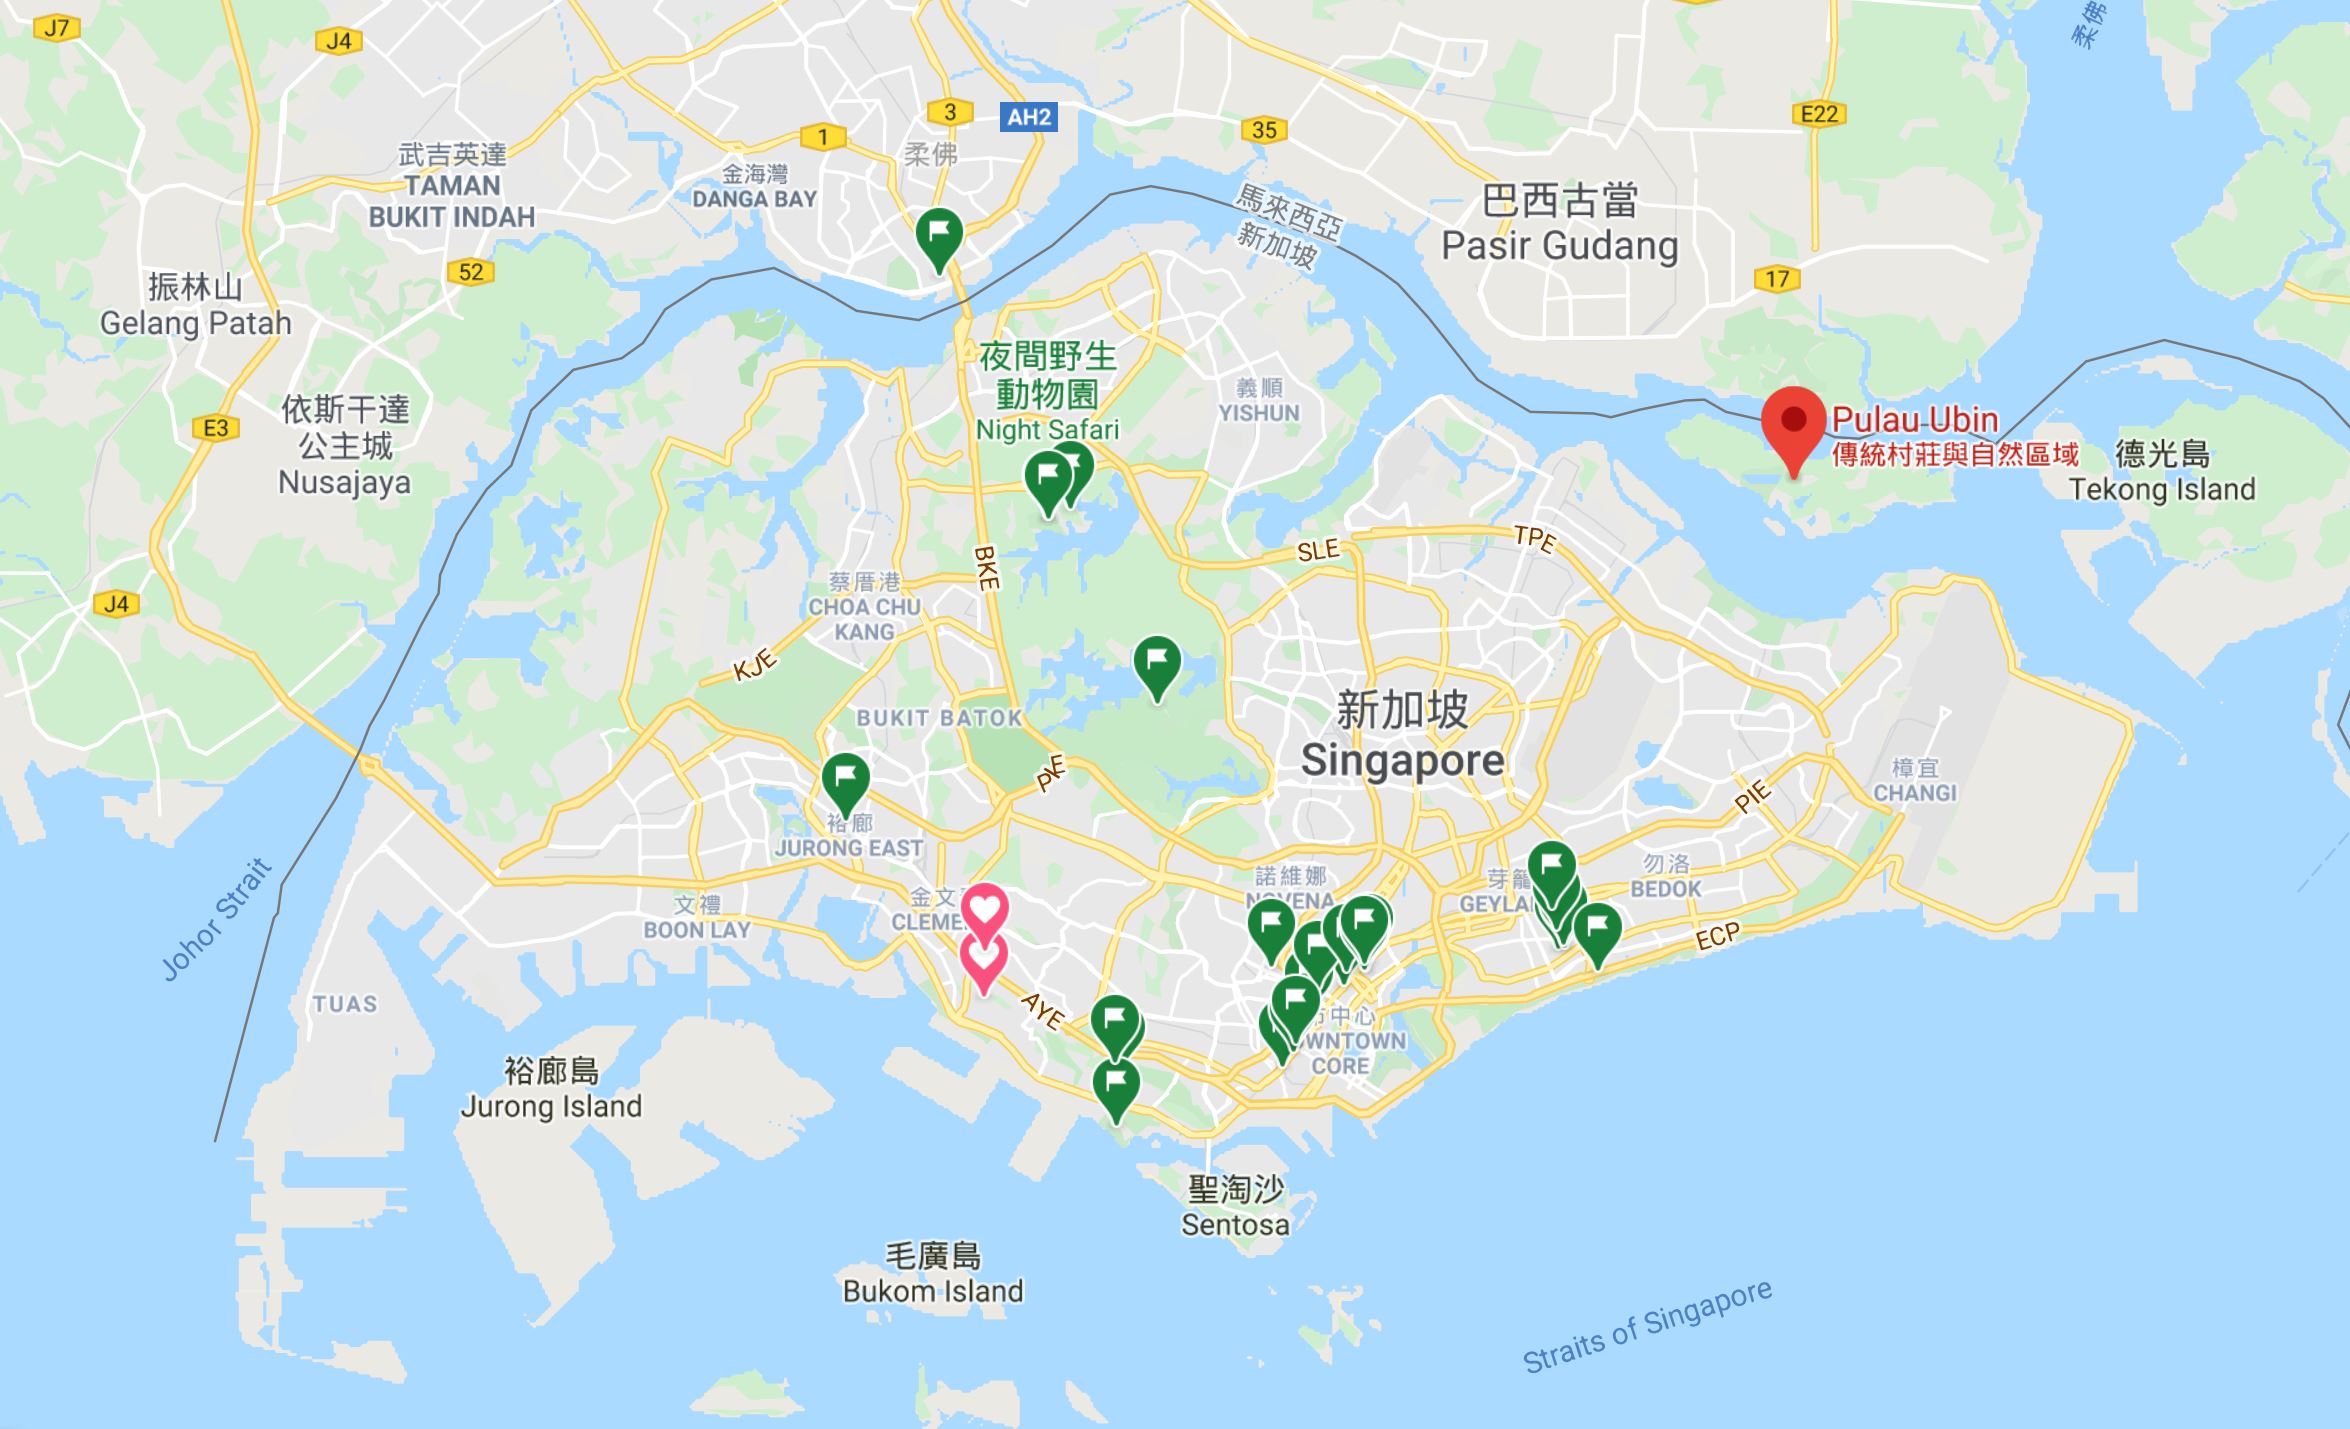 J7
J4
3
AH2
1
35
E22
柔佛
柔佛
武吉英達
TAMAN
BUKIT INDAH
金海灣
DANGA BAY
馬來西亞
新加坡
巴西古當
Pasir Gudang
52
17
振林山
Gelang Patah
夜間野生
動物園
Night Safari
義順
YISHUN
依斯干達
公主城
Nusajaya
E3
Pulau Ubin
傳統村莊與自然區域
德光島
Tekong Island
BKE
SLE
TPE
J4
蔡厝港
CHOA CHU
KANG
KJE
BUKIT BATOK
新加坡
Singapore
PIE
樟宜
CHANGI
裕廊
JURONG EAST
諾維娜
NOVENA
芽籠
GEYLA
勿洛
BEDOK
金文
CLEME
文禮
BOON LAY
ECP
Johor Strait
TUAS
AYE
市中心
OWNTOWN
CORE
裕廊島
Jurong Island
聖淘沙
Sentosa
毛廣島
Bukom Island
Straits of Singapore